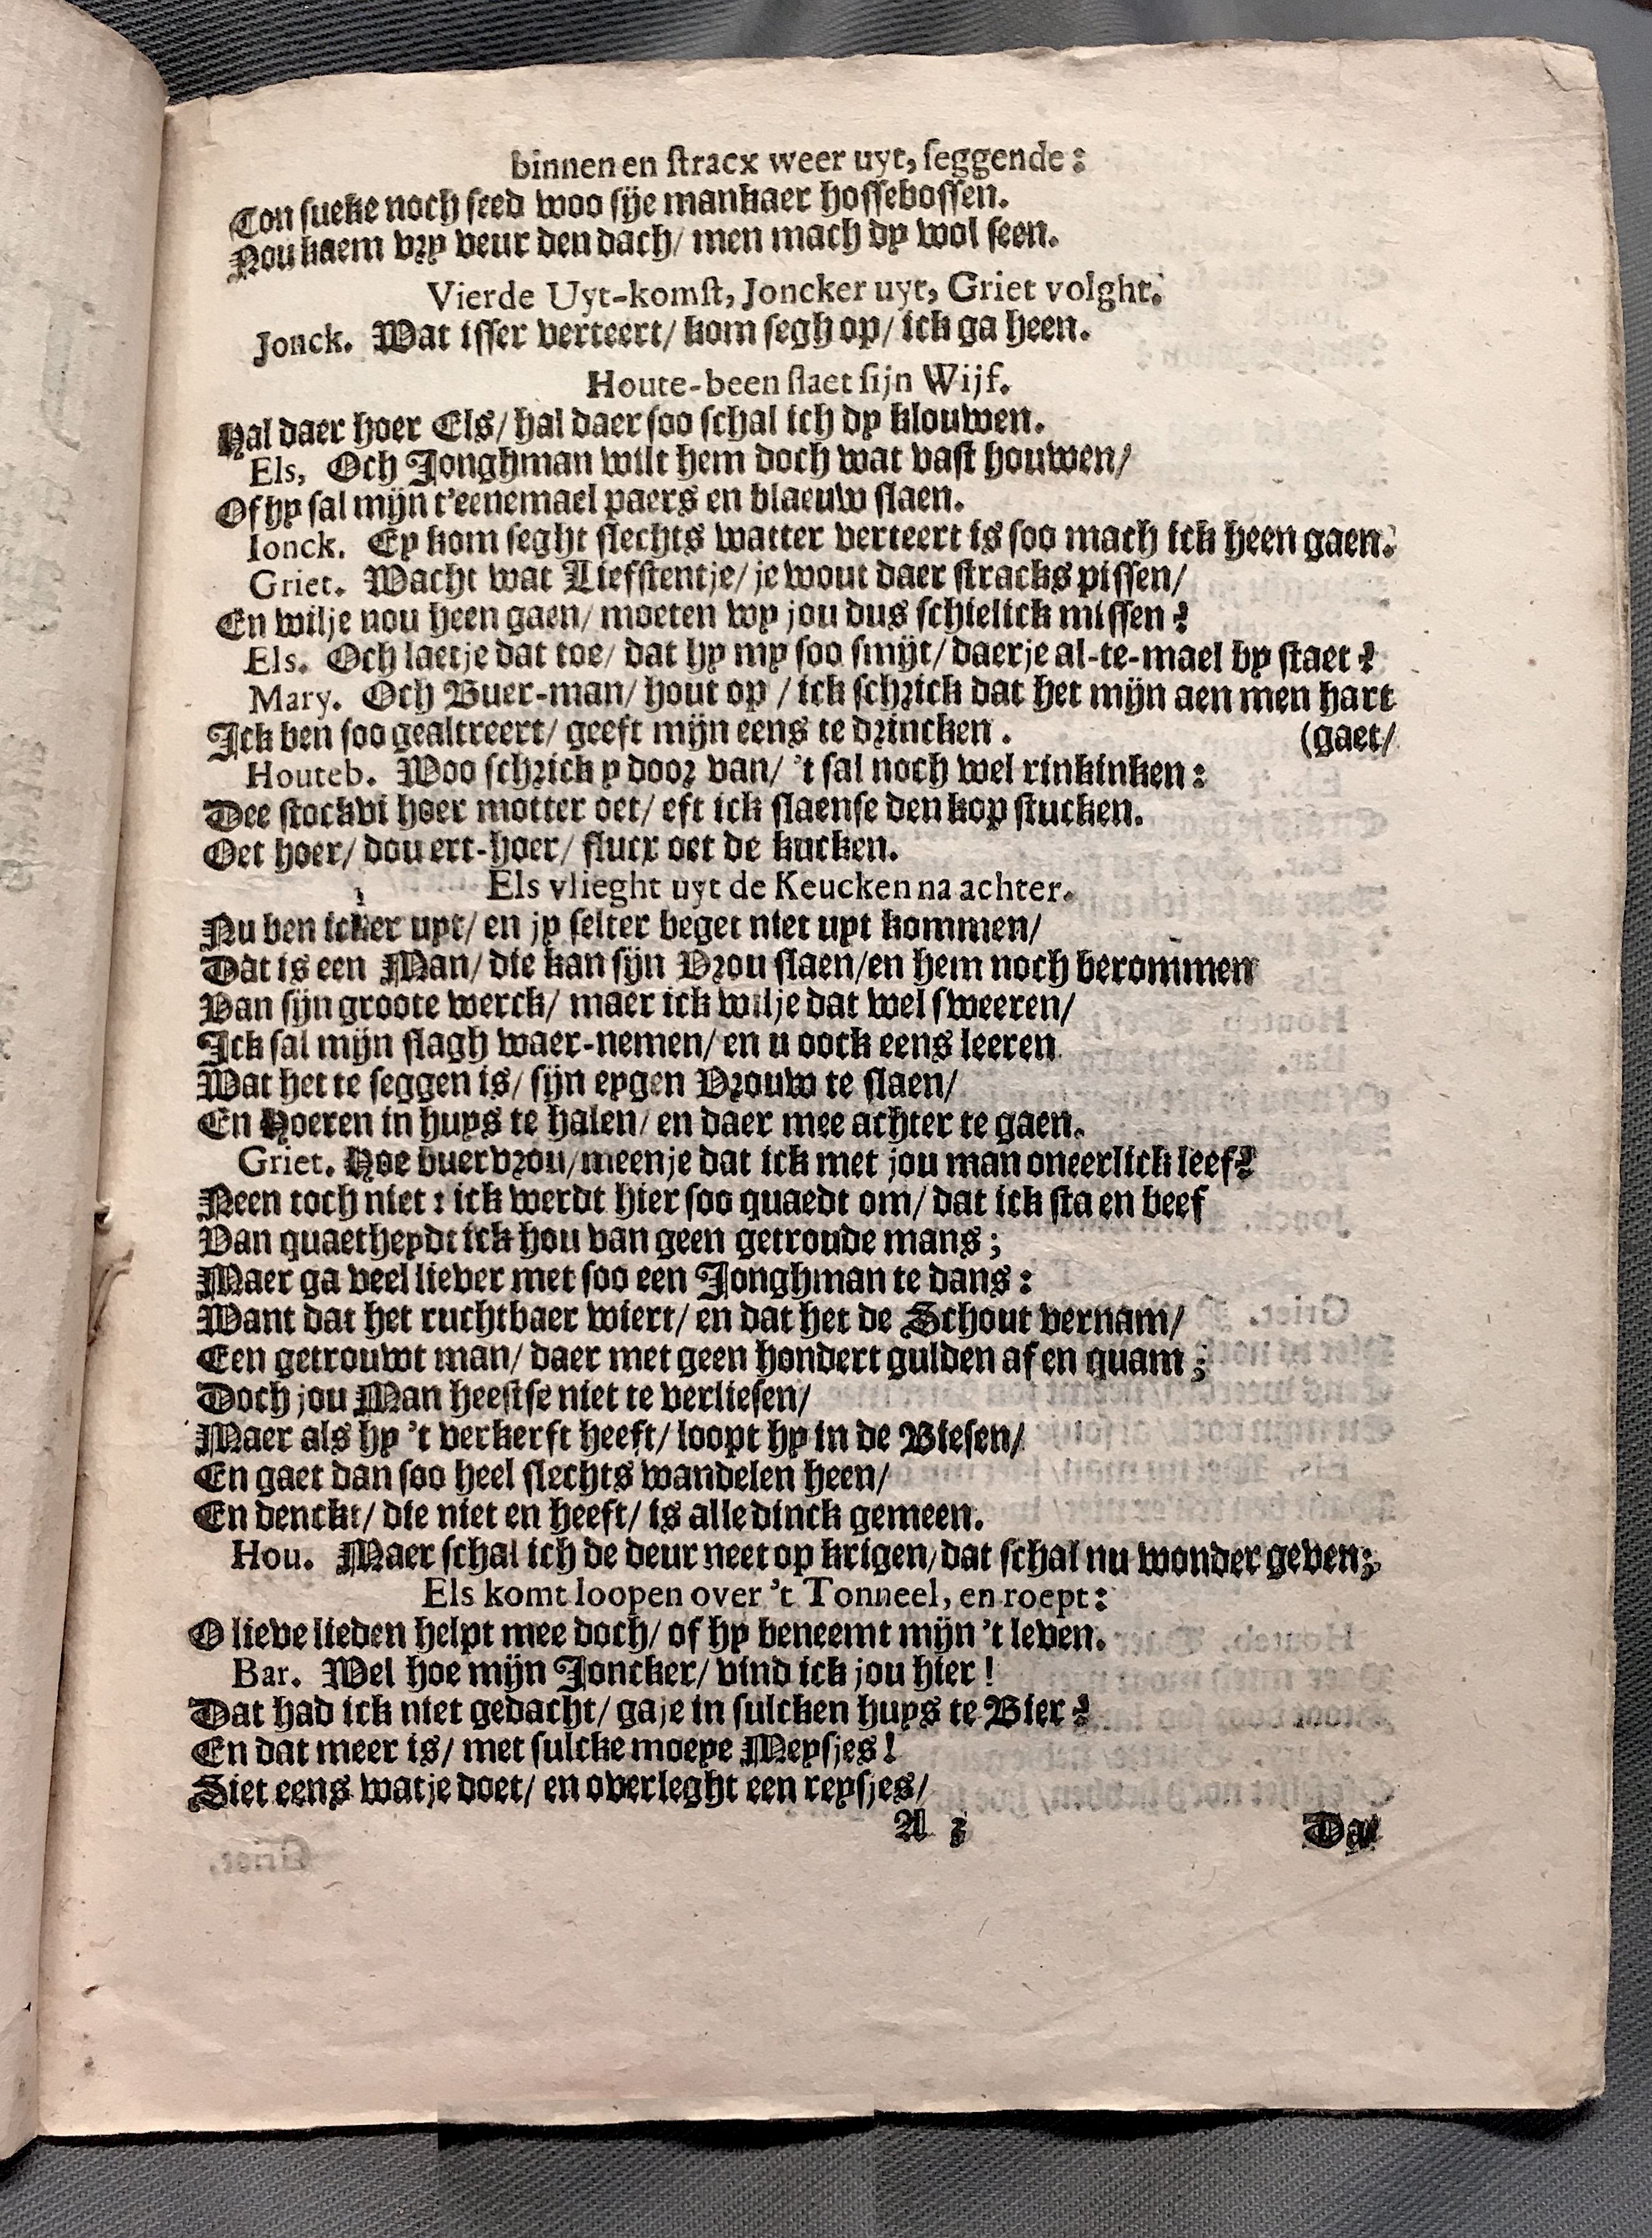 binnen en stracx weer uyt, seggende:
Con sueke noch seed woo sye mankaer hossebossen.
Nou kaem vry veur den dach/ men mach dy wol seen.
Vierde Uyt-komst, Joncker uyt, Griet volght.
Jonck. Wat isser verteert/ kom segh op/ ick ga heen.
Houte-been slaet sijn Wijf.
Hal daer hoer Els/ hal daer soo schal ich dy klouwen.
Els, Och Jonghman wilt hem doch wat vast houwen/
Of hy sal mijn t'eenemael paers en blaeuw slaen.
Ionck. Ey kom seght slechts watter verteert is soo mach ick heen gaen.
Griet. Wacht wat Liefstentje/ je wout daer stracks pissen/
En wilje nou heen gaen/ moeten wy jou dus schielick missen?
Els. Och laetje dat toe/ dat hy my soo smijt/ daerje al-te-mael by staet?
Mary. Och Buer-man/ hout op / ick schrick dat het mijn aen men hart
Ick ben soo gealtreert/ geeft mijn eens te drincken. (gaet/
Houteb. Woo schrick y door van/ 't sal noch wel rinkinken:
Dee stockvi hoer motter oet/ eft ick slaense den kop stucken.
Oet hoer/ dou ert-hoer/ flucx oet de kucken.
Els vlieght uyt de Keucken na achter.
Nu ben icker uyt/ en jy selter beget niet uyt kommen/
Dat is een Man/ die kan sijn Vrou slaen/ en hem noch berommen
Van sijn groote werck/ maer ick wilje dat wel sweeren/
Ick sal mijn slagh waer-nemen/ en u oock eens leeren
Wat het te seggen is/ sijn eygen Vrouw te slaen/
En Hoeren in huys te halen/ en daer mee achter te gaen.
Griet. Hoe buervrou/ meenje dat ick met jou man oneerlick leef?
Neen toch niet: ick werdt hier soo quaedt om/ dat ick sta en beef
Van quaetheydt ick hou van geen getroude mans;
Maer ga veel liever met soo een Jonghman te dans:
Want dat het ruchtbaer wiert/ en dat het de Schout vernam/
Een getrouwt man/ daer met geen hondert gulden af en quam;
Doch jou Man heeftse niet te verliesen/
Maer als hy 't verkerft heeft/ loopt hy in de Biesen/
En gaet dan soo heel slechts wandelen heen/
En denckt/ die niet en heeft/ is alle dinck gemeen.
Hou. Maer schal ich de deur neet op krigen/ dat schal nu wonder geven;
Els komt loopen over 't Tonneel, en roept:
O lieve lieden helpt mee doch/ of hy beneemt mijn 't leven.
Bar. Wel hoe mijn Joncker/ vind ick jou hier!
Dat had ick niet gedacht/ gaje in sulcken huys te Bier?
En dat meer is/ met sulcke moeye Meysjes!
Siet eens watje doet/ en overleght een reysjes/
A 3 Dat